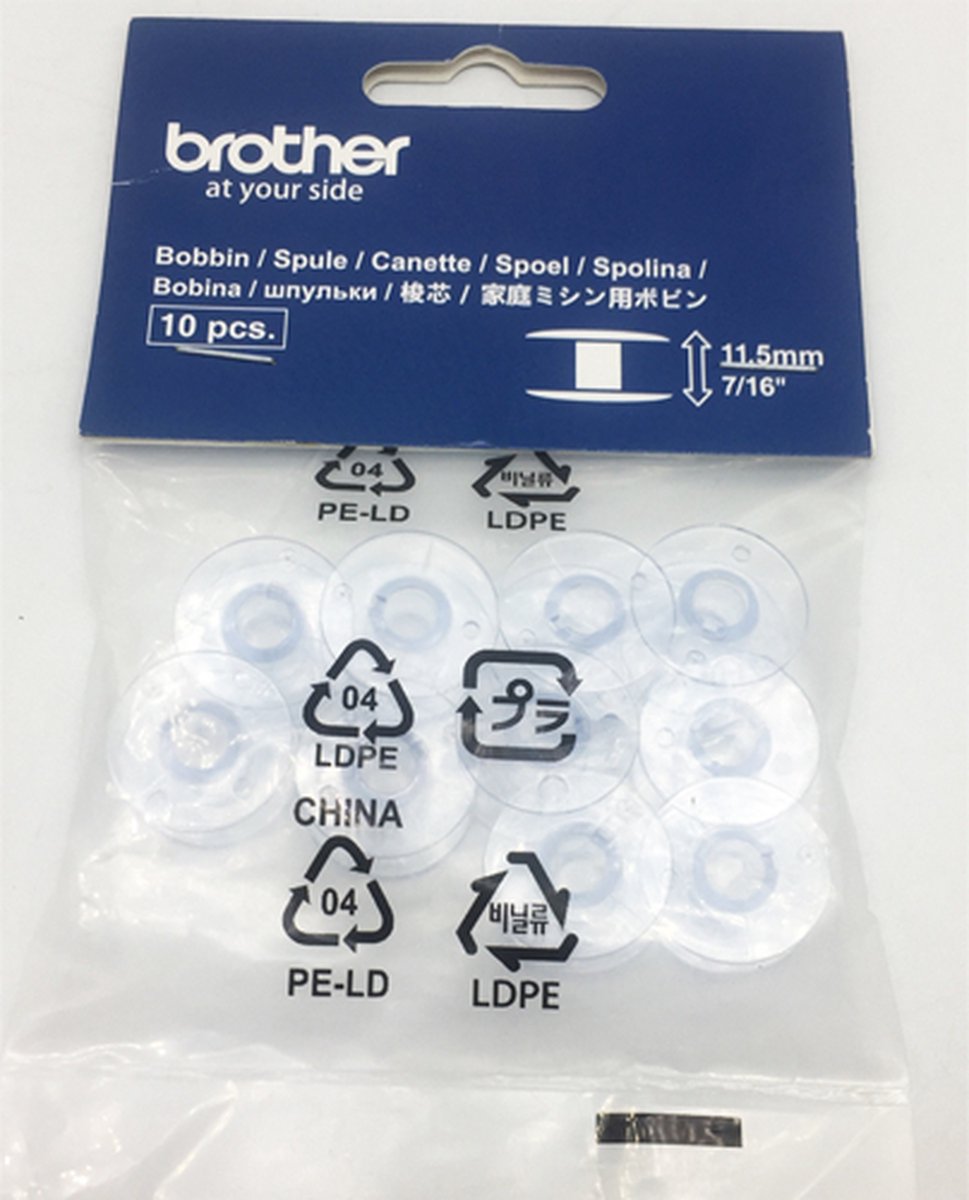 brother
at your side
Bobbin / Spule / Canette / Spoel / Spolina /
Bobina / шпульки / 梭芯 / 家庭ミシン用ボビン
10 pcs.
11.5mm
7/16"
04
PE-LD
비닐류
LDPE
04
LDPE
プラ
CHINA
04
PE-LD
비닐류
LDPE